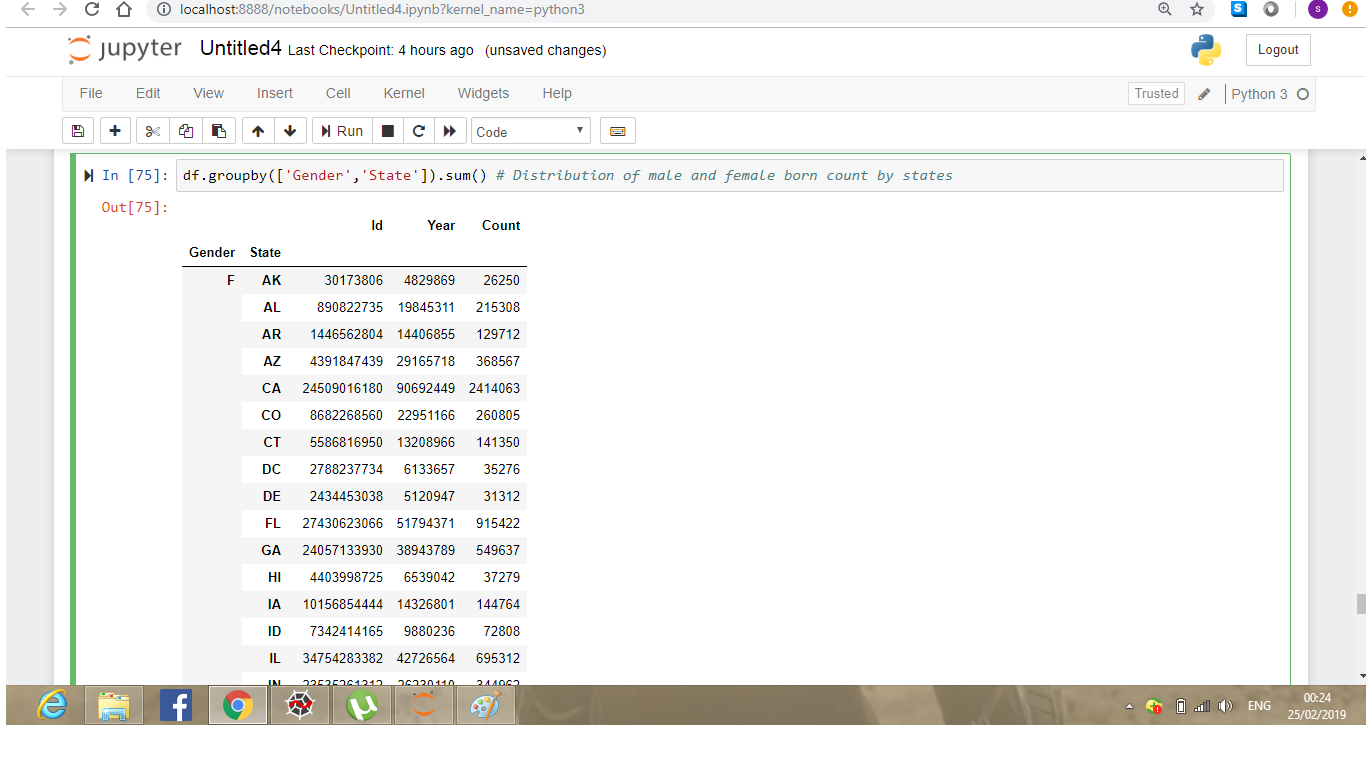 localhost:8888/notebooks/Untitled4.ipynb?kernel_name=python3
S
s
jupyter Untitled4 Last Checkpoint: 4 hours ago (unsaved changes)
Logout
File Edit View Insert Cell Kernel Widgets Help
Trusted
Python 3
Run
Code
In [75]: df.groupby(['Gender','State']).sum() # Distribution of male and female born count by states
Out[75]:
Id Year Count
Gender State
F AK 30173806 4829869 26250
AL 890822735 19845311 215308
AR 1446562804 14406855 129712
AZ 4391847439 29165718 368567
CA 24509016180 90692449 2414063
CO 8682268560 22951166 260805
CT 5586816950 13208966 141350
DC 2788237734 6133657 35276
DE 2434453038 5120947 31312
FL 27430623066 51794371 915422
GA 24057133930 38943789 549637
HI 4403998725 6539042 37279
IA 10156854444 14326801 144764
ID 7342414165 9880236 72808
IL 34754283382 42726564 695312
ENG
00:24
25/02/2019